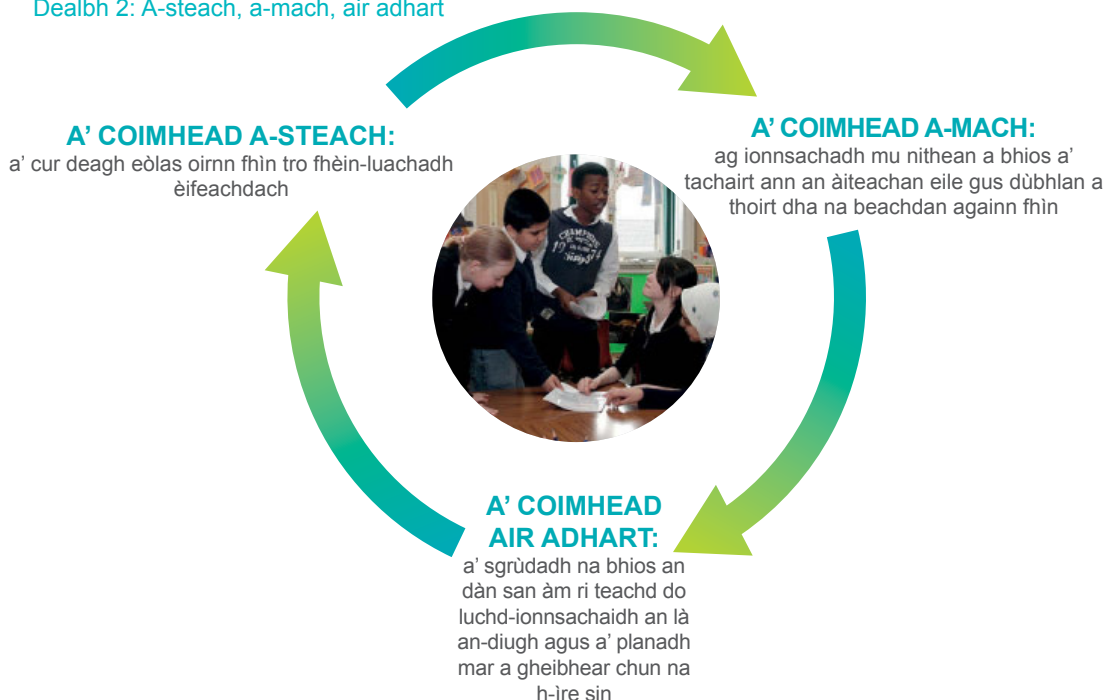 Dealbh 2: A-steach, a-mach, air adhart
A' COIMHEAD A-STEACH:
a' cur deagh eòlas oirnn fhìn tro fhèin-luachadh
èifeachdach
A' COIMHEAD A-MACH:
ag ionnsachadh mu nithean a bhios a'
tachairt ann an àiteachan eile gus dùbhlan a
thoirt dha na beachdan againn fhìn
A' COIMHEAD
AIR ADHART:
a' sgrùdadh na bhios an
dàn san àm ri teachd do
luchd-ionnsachaidh an là
an-diugh agus a' planadh
mar a gheibhear chun na
h-ìre sin